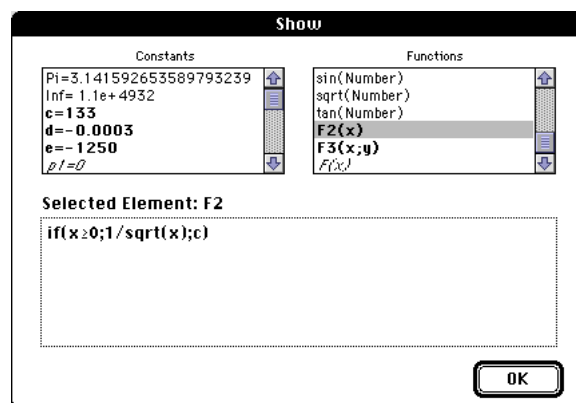 Show
Constants
Pi=3.141592653589793239
Inf= 1.1e+4932
c=133
d=-0.0003
e=-1250
p1=0
Functions
sin(Number)
sqrt(Number)
tan(Number)
F2(x)
F3(x;y)
F(x)
Selected Element: F2
if(x≥0;1/sqrt(x);c)
OK